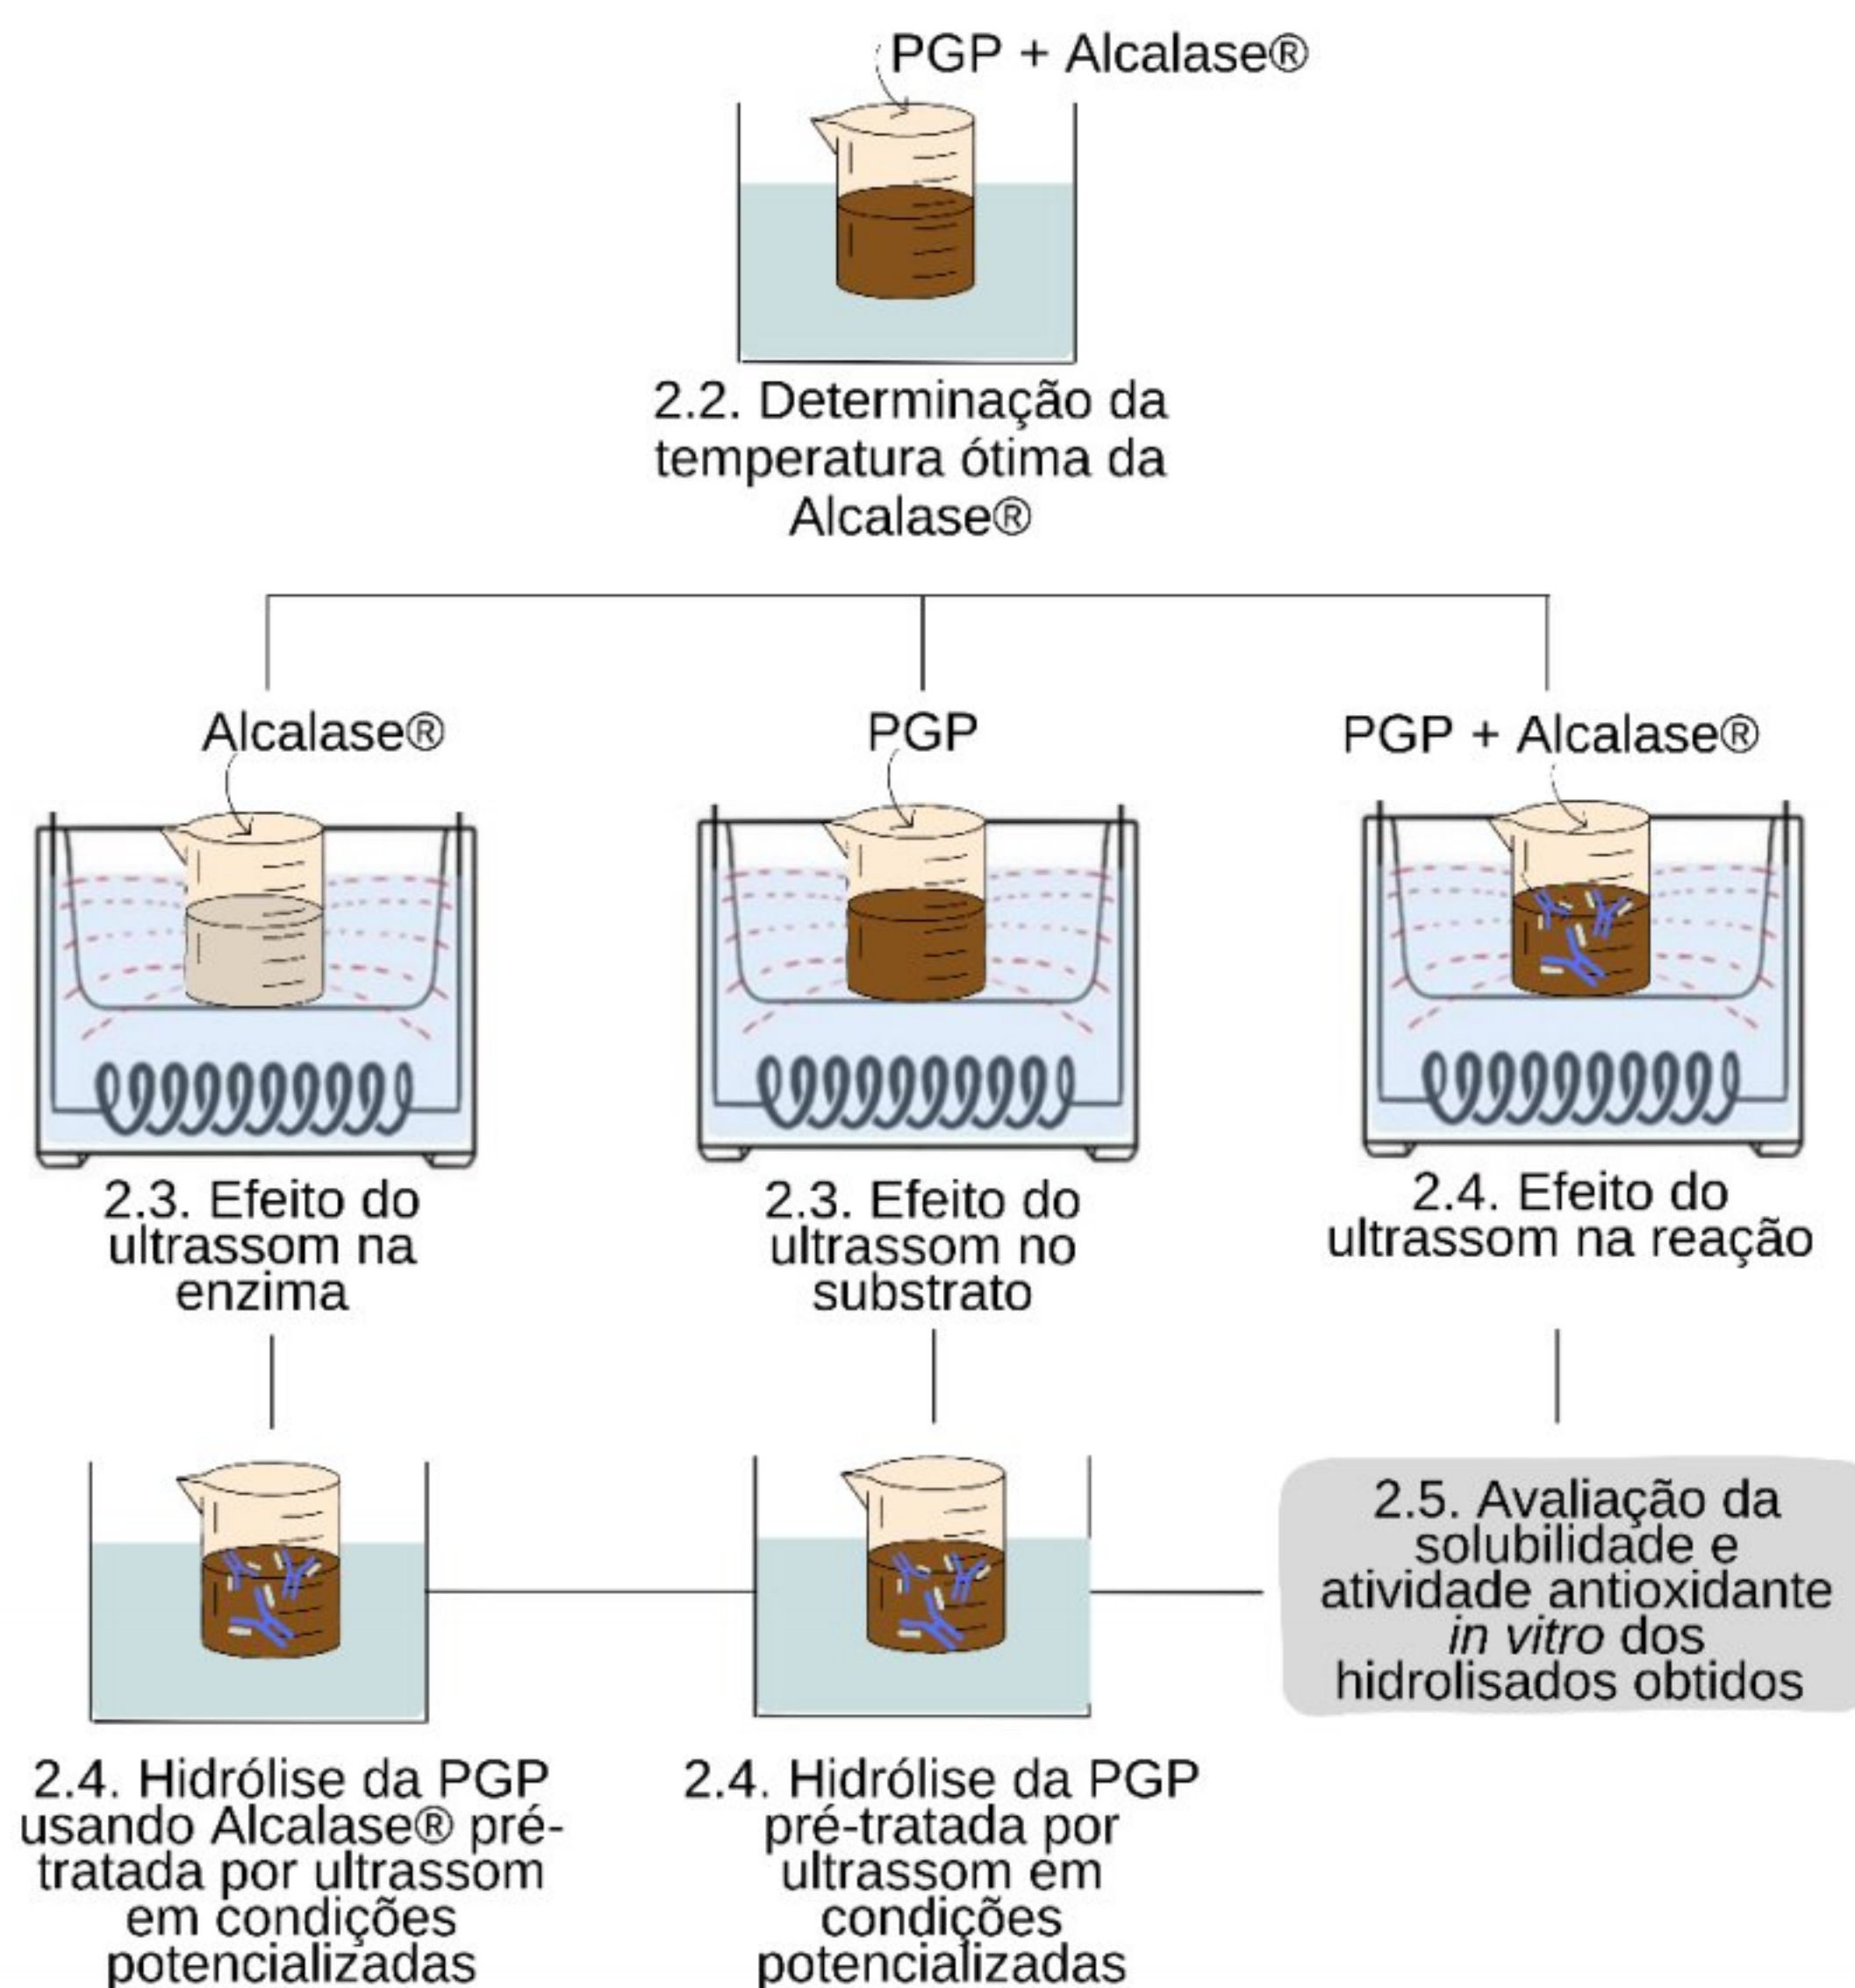 PGP + Alcalase®
2.2. Determinação da
temperatura ótima da
Alcalase®
Alcalase®
PGP
PGP + Alcalase®
2.3. Efeito do
ultrassom na
enzima
2.3. Efeito do
ultrassom no
substrato
2.4. Efeito do
ultrassom na reação
2.4. Hidrólise da PGP
usando Alcalase® pré-
tratada por ultrassom
em condições
potencializadas
2.4. Hidrólise da PGP
pré-tratada por
ultrassom em
condições
potencializadas
2.5. Avaliação da
solubilidade e
atividade antioxidante
in vitro dos
hidrolisados obtidos